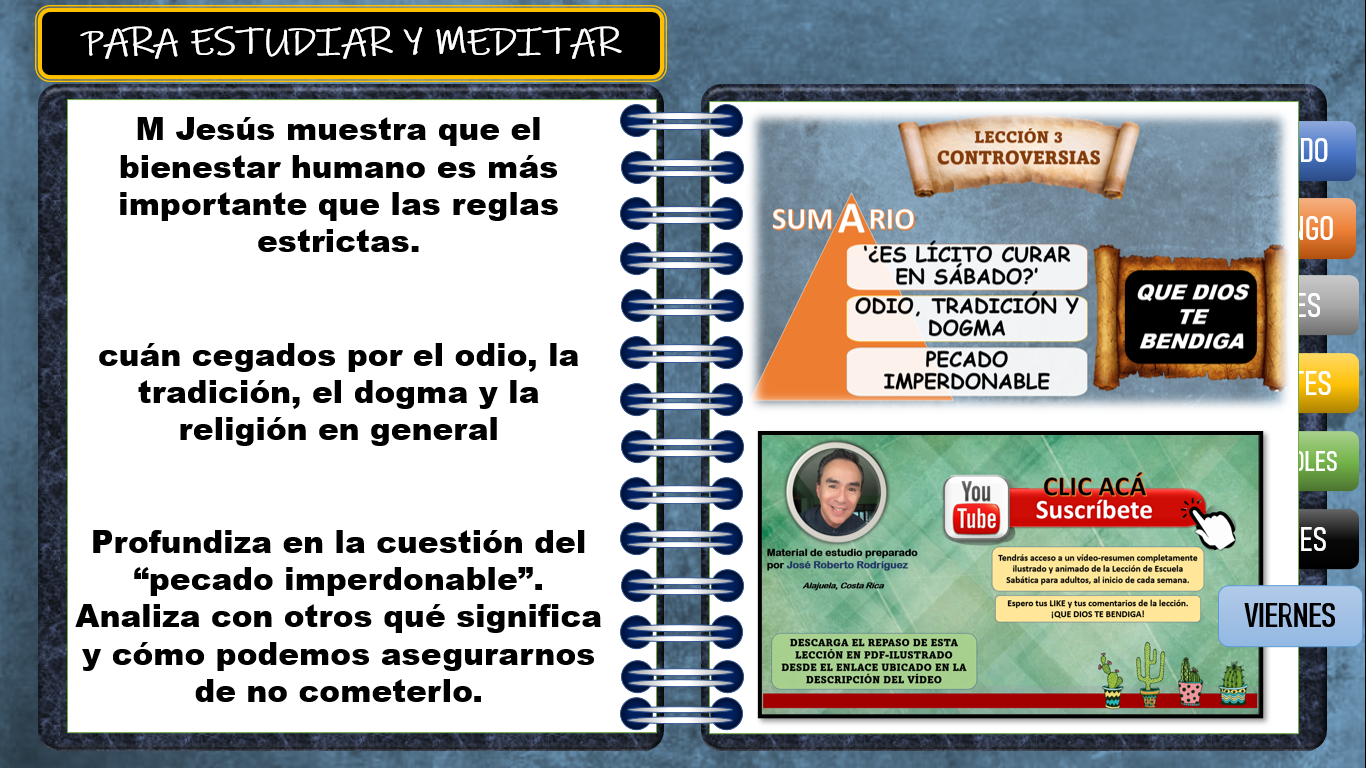 PARA ESTUDIAR Y MEDITAR
M Jesús muestra que el
bienestar humano es más
importante que las reglas
estrictas.
cuán cegados por el odio, la
tradición, el dogma y la
religión en general
Profundiza en la cuestión del
“pecado imperdonable”.
Analiza con otros qué significa
y cómo podemos asegurarnos
de no cometerlo.
LECCIÓN 3
CONTROVERSIAS
SUMARIO
‘¿ES LÍCITO CURAR
EN SÁBADO?’
ODIO, TRADICIÓN Y
DOGMA
PECADO
IMPERDONABLE
QUE DIOS
TE
BENDIGA
You
Tube
CLIC ACÁ
Suscríbete
Material de estudio preparado
por José Roberto Rodríguez
Alajuela, Costa Rica
Tendrás acceso a un vídeo-resumen completamente
ilustrado y animado de la Lección de Escuela
Sabática para adultos, al inicio de cada semana.
Espero tus LIKE y tus comentarios de la lección.
¡QUE DIOS TE BENDIGA!
DESCARGA EL REPASO DE ESTA
LECCIÓN EN PDF-ILUSTRADO
DESDE EL ENLACE UBICADO EN LA
DESCRIPCIÓN DEL VÍDEO
DO
NGO
ES
TES
OLES
ES
VIERNES